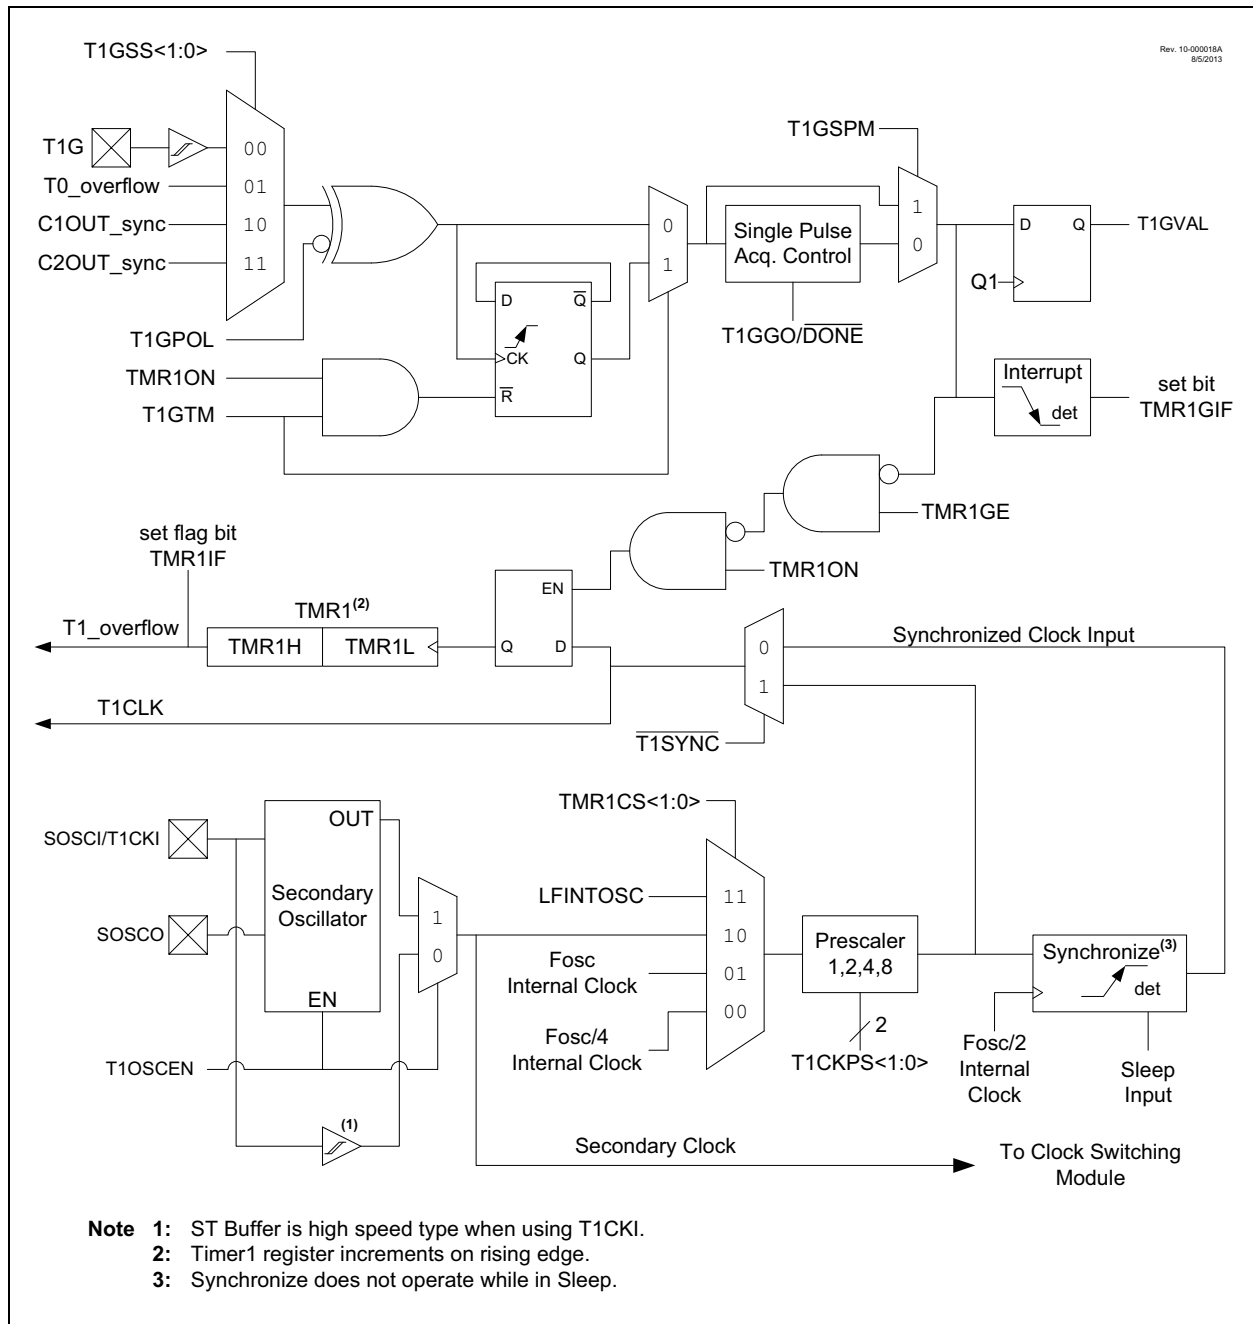 T1GSS<1:0>
Rev. 10-000018A
8/5/2013
T1G
00
T0_overflow
01
C1OUT_sync
10
C2OUT_sync
11
T1GPOL
TMR1ON
T1GTM
D
Q
CK
Q
R
0
1
T1GSPM
Single Pulse
Acq. Control
T1GGO/DONE
1
0
D
Q
Q1
T1GVAL
Interrupt
det
set bit
TMR1GIF
TMR1GE
TMR1ON
set flag bit
TMR1IF
TMR1(2)
T1_overflow
TMR1H
TMR1L
EN
Q
D
T1CLK
0
1
Synchronized Clock Input
T1SYNC
SOSCI/T1CKI
SOSCO
OUT
Secondary
Oscillator
EN
T1OSCEN
(1)
1
0
TMR1CS<1:0>
LFINTOSC
11
10
Fosc
Internal Clock
01
00
Fosc/4
Internal Clock
Prescaler
1,2,4,8
2
T1CKPS<1:0>
Synchronize(3)
det
Fosc/2
Internal
Clock
Sleep
Input
Secondary Clock
To Clock Switching
Module
Note 1: ST Buffer is high speed type when using T1CKI.
2: Timer1 register increments on rising edge.
3: Synchronize does not operate while in Sleep.